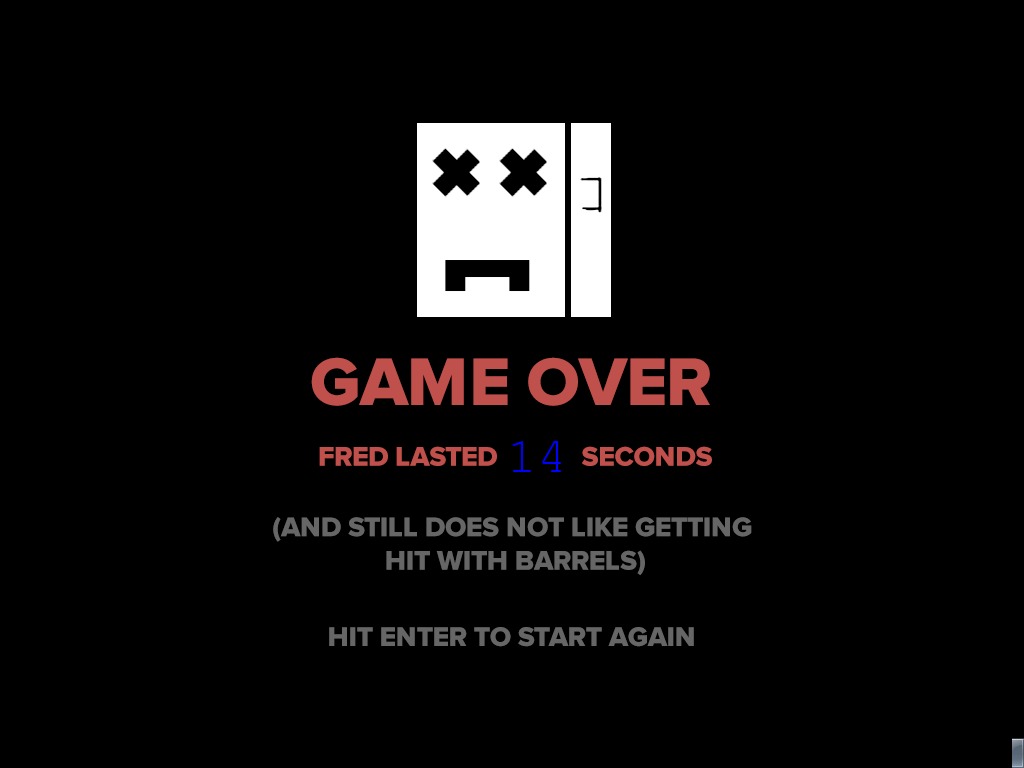 GAME OVER
FRED LASTED 14 SECONDS
(AND STILL DOES NOT LIKE GETTING
HIT WITH BARRELS)
HIT ENTER TO START AGAIN